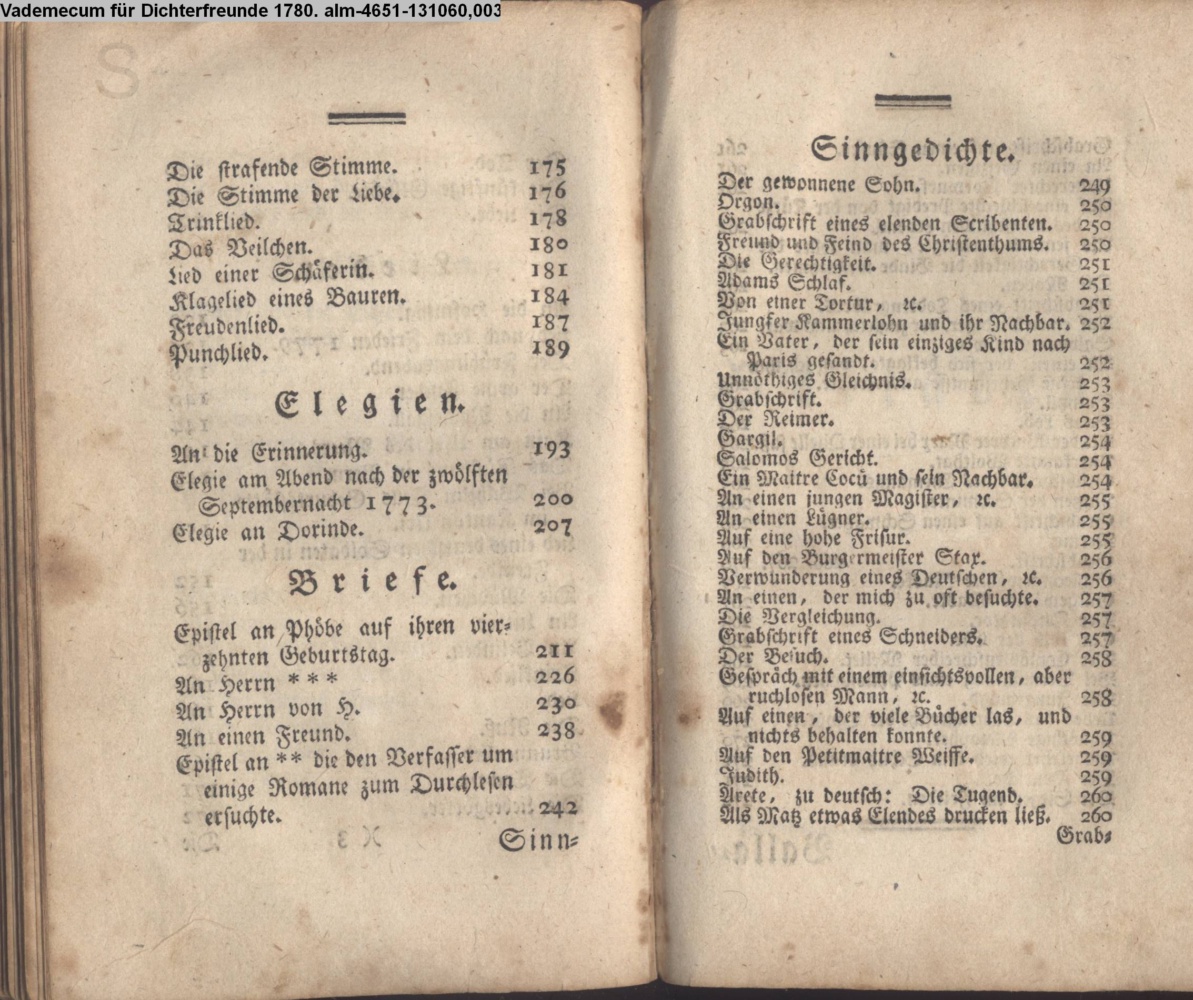 Vademecum für Dichterfreunde 1780. alm-4651-131060,003
Die strafende Stimme. 175
Die Stimme der Liebe. 176
Trinklied. 178
Das Veilchen. 180
Lied einer Schäferin. 181
Klagelied eines Bauren. 184
Freudenlied. 187
Punchlied. 189
Elegien.
An die Erinnerung. 193
Elegie am Abend nach der zwölften
Septembernacht 1773. 200
Elegie an Dorinde. 207
Briefe.
Epistel an Phöbe auf ihren vier-
zehnten Geburtstag. 211
An Herrn *** 226
An Herrn von H. 230
An einen Freund. 238
Epistel an ** die den Verfasser um
einige Romane zum Durchlesen
ersuchte. 242
Sinn-
Sinngedichte.
Der gewonnene Sohn. 249
Orgon. 250
Grabschrift eines elenden Scribenten. 250
Freund und Feind des Christenthums. 250
Die Gerechtigkeit. 251
Adams Schlaf. 251
Von einer Tortur, ꝛc. 251
Jungfer Kammerlohn und ihr Nachbar. 252
Ein Vater, der sein einziges Kind nach
Paris gesandt. 252
Unnöthiges Gleichnis. 253
Grabschrift. 253
Der Reimer. 253
Gargil. 254
Salomos Gericht. 254
Ein Maitre Cocü und sein Nachbar. 254
An einen jungen Magister, ꝛc. 255
An einen Lügner. 255
Auf eine hohe Frisur. 255
Auf den Burgermeister Stax. 256
Verwunderung eines Deutschen, ꝛc. 256
An einen, der mich zu oft besuchte. 257
Die Vergleichung. 257
Grabschrift eines Schneiders. 257
Der Besuch. 258
Gespräch mit einem einsichtsvollen, aber
ruchlosen Mann, ꝛc. 258
Auf einen, der viele Bücher las, und
nichts behalten konnte. 259
Auf den Petitmaitre Weisse. 259
Judith. 259
Arete, zu deutsch: Die Tugend. 260
Als Matz etwas Elendes drucken ließ. 260
Grab-